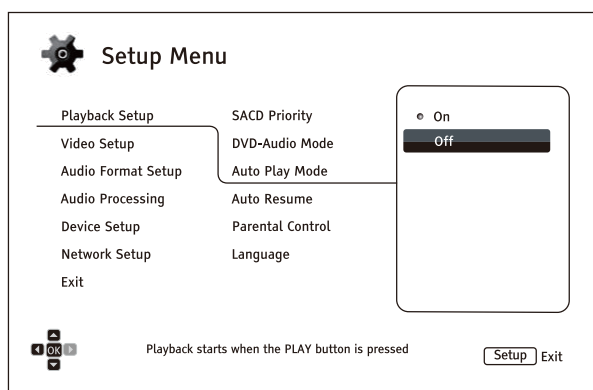 Setup Menu
Playback Setup
Video Setup
Audio Format Setup
Audio Processing
Device Setup
Network Setup
Exit
SACD Priority
DVD-Audio Mode
Auto Play Mode
Auto Resume
Parental Control
Language
On
Off
OK
Playback starts when the PLAY button is pressed
Setup Exit